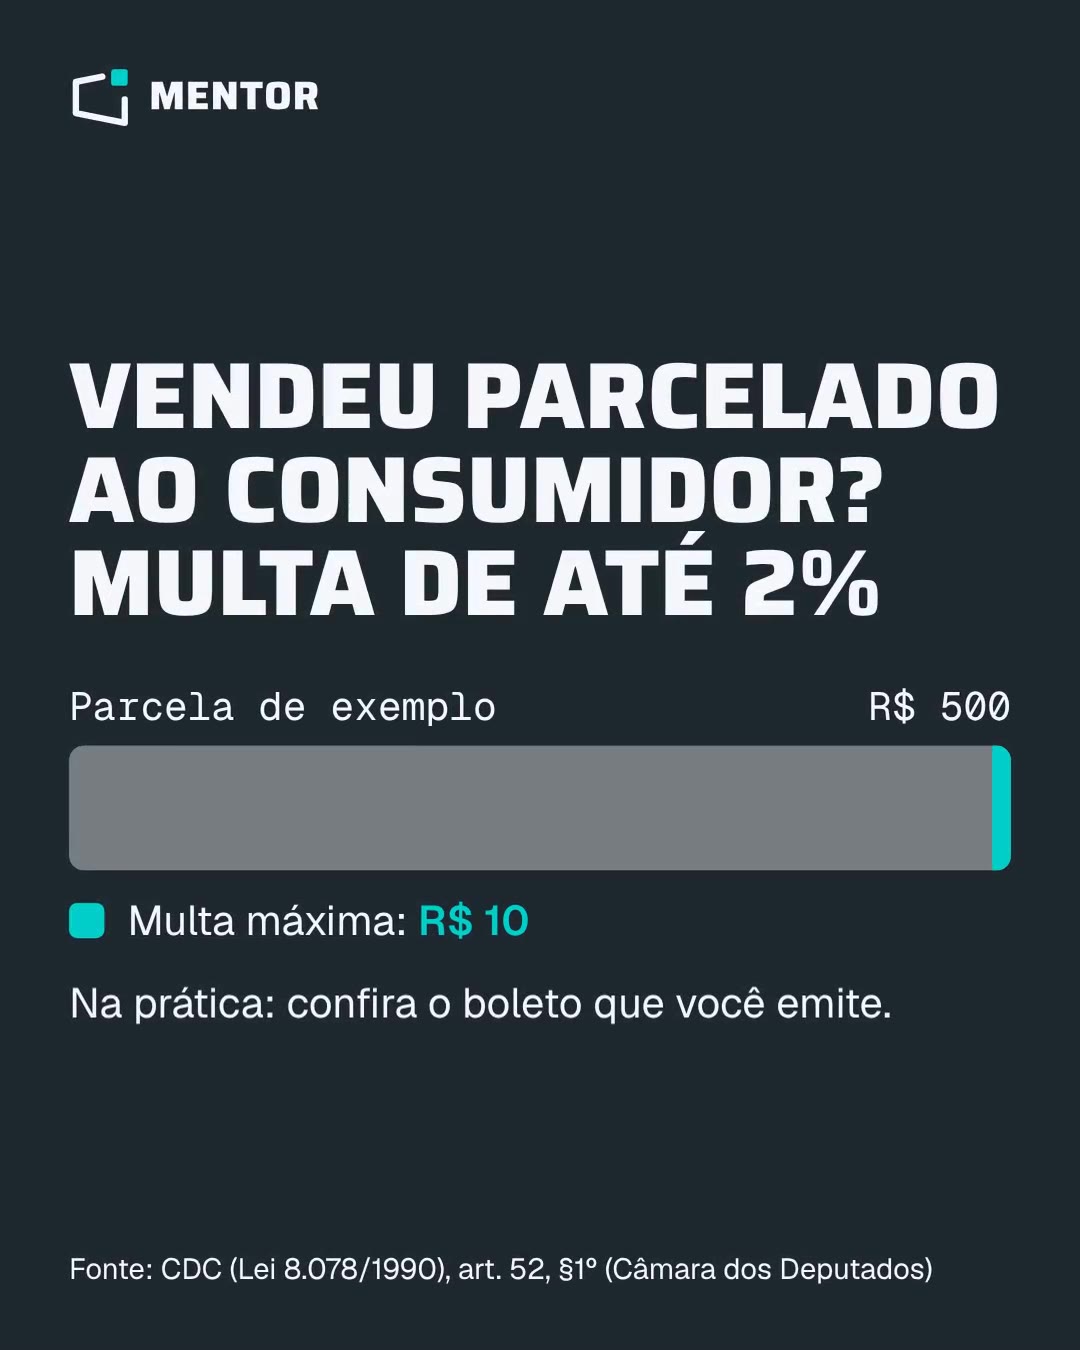 MENTOR
VENDEU PARCELADO
AO CONSUMIDOR?
MULTA DE ATÉ 2%
Parcela de exemplo R$ 500
Multa máxima: R$ 10
Na prática: confira o boleto que você emite.
Fonte: CDC (Lei 8.078/1990), art. 52, §1º (Câmara dos Deputados)